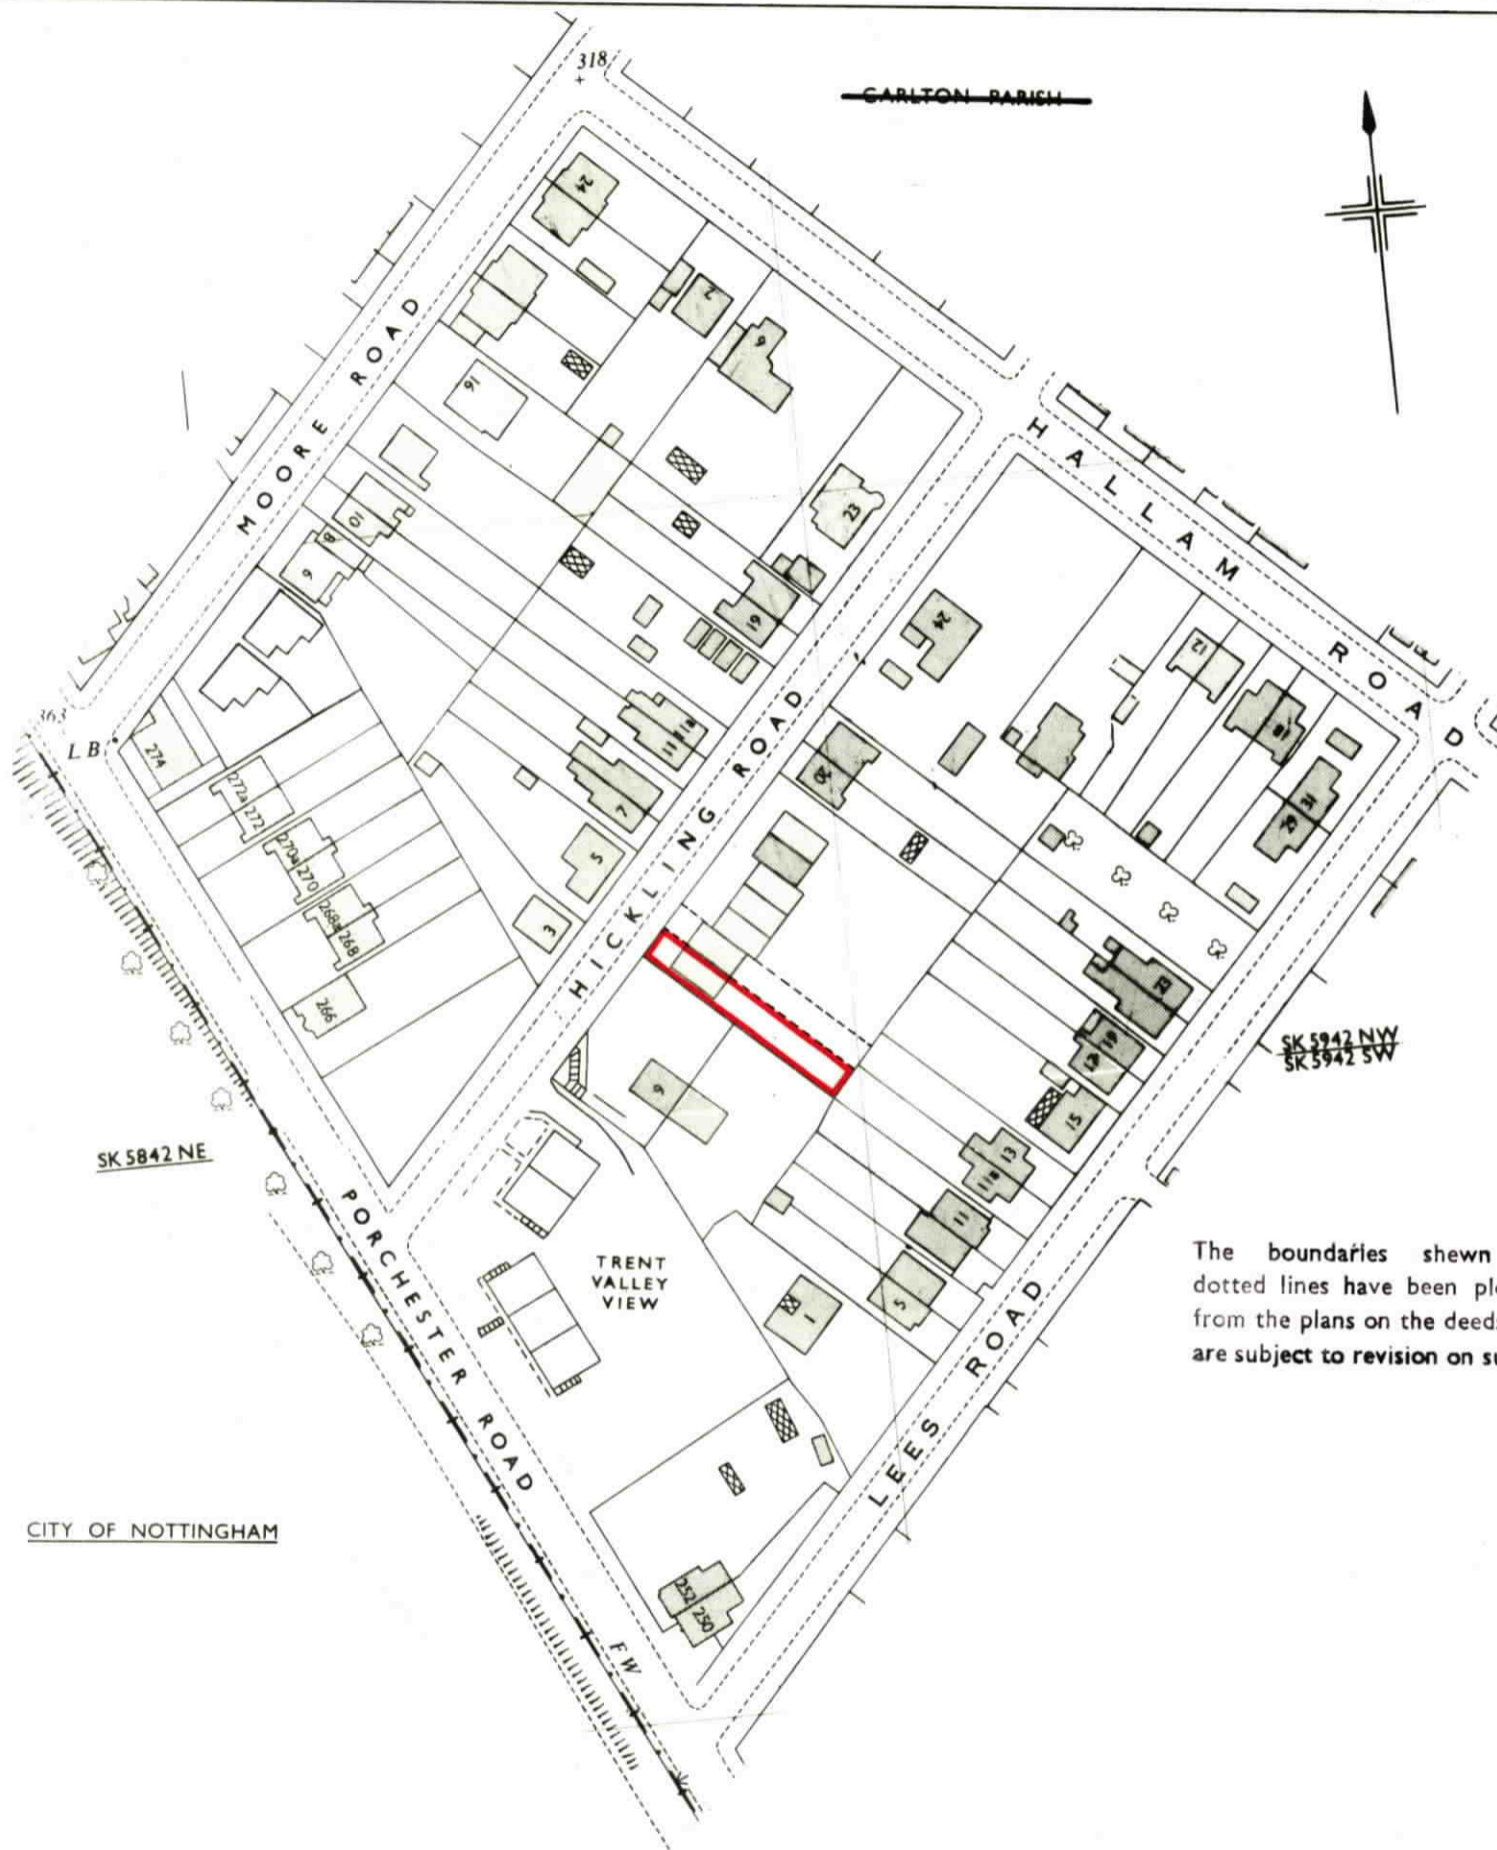 318
CARLTON PARISH
MOORE ROAD
HALLAM ROAD
HICKLING ROAD
LEES ROAD
PORCHESTER ROAD
24
2
6
16
10
8
6
23
19
11
11a
7
5
3
363
L B
274
272a 272
270a 270
268a 268
266
24
20
12
18
31
29
23
19
17
15
13
11a
11
5
1
9
TRENT
VALLEY
VIEW
252 250
F W
SK 5842 NE
SK 5942 NW
SK 5942 SW
CITY OF NOTTINGHAM
The boundaries shewn
dotted lines have been
from the plans on the
are subject to revision on